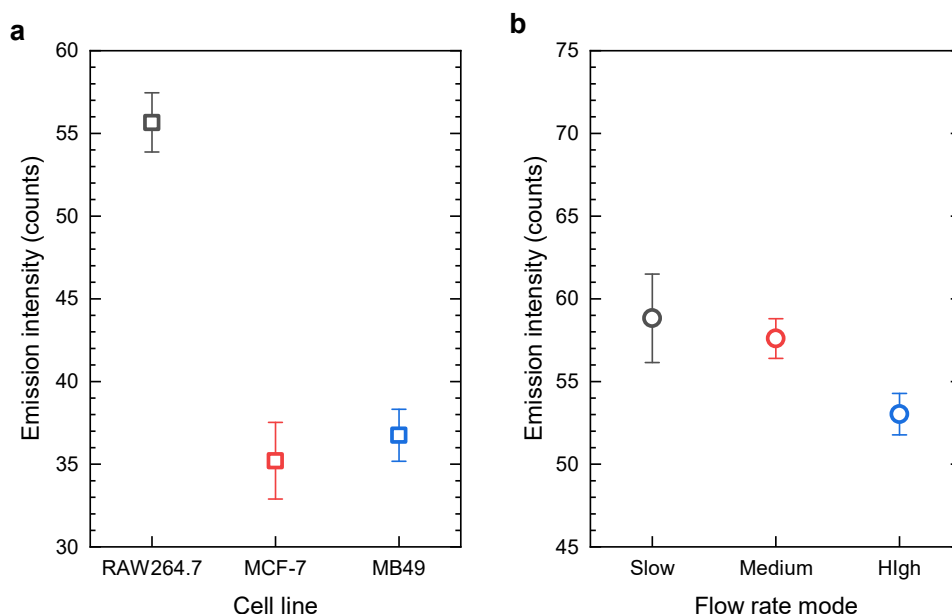 a
60
55
50
45
40
35
30
Emission intensity (counts)
RAW264.7 MCF-7 MB49
Cell line
b
75
70
65
60
55
50
45
Emission intensity (counts)
Slow Medium HIgh
Flow rate mode